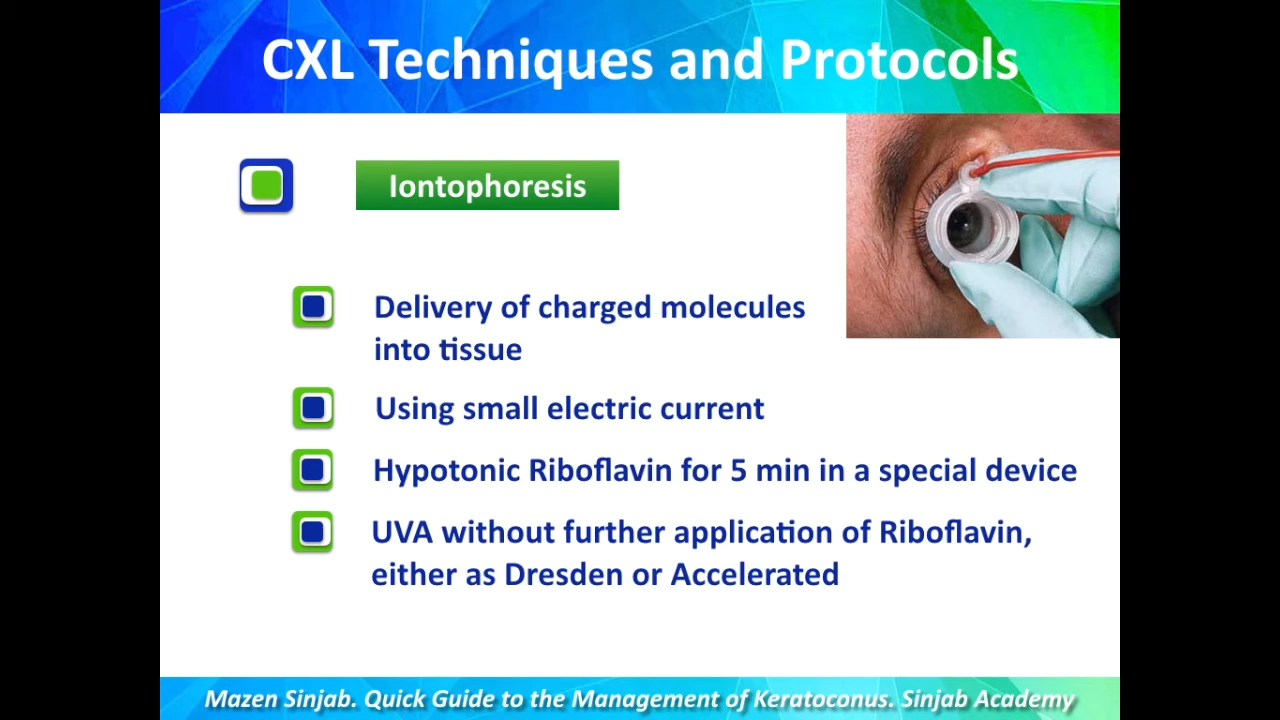 CXL Techniques and Protocols
Iontophoresis
Delivery of charged molecules
into tissue
Using small electric current
Hypotonic Riboflavin for 5 min in a special device
UVA without further application of Riboflavin,
either as Dresden or Accelerated
Mazen Sinjab. Quick Guide to the Management of Keratoconus. Sinjab Academy